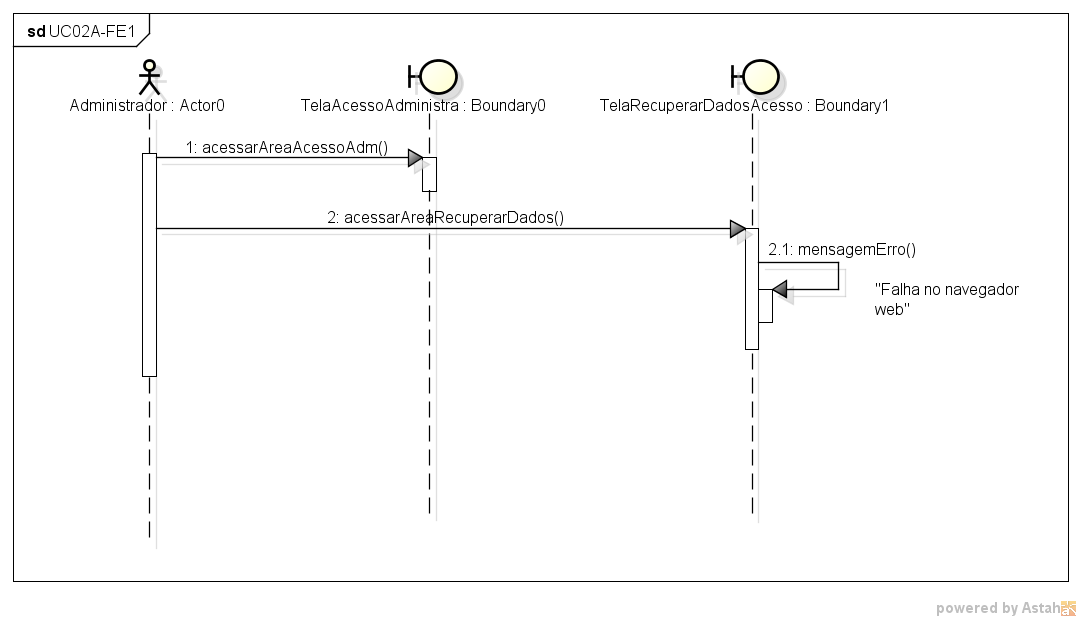 sd UC02A-FE1
Administrador : Actor0
TelaAcessoAdministra : Boundary0
TelaRecuperarDadosAcesso : Boundary1
1: acessarAreaAcessoAdm()
2: acessarAreaRecuperarDados()
2.1: mensagemErro()
"Falha no navegador
web"
powered by Astah